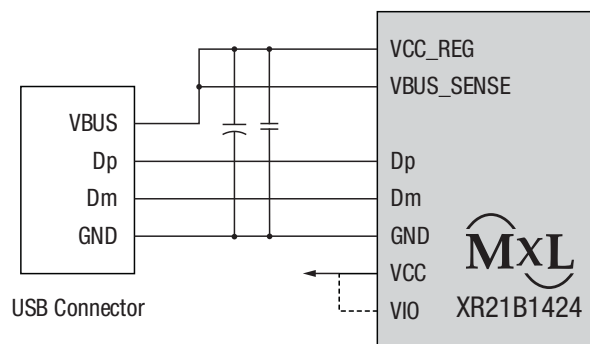 VCC_REG
VBUS_SENSE
VBUS
Dp
Dm
GND
USB Connector
Dp
Dm
GND
VCC
VIO
MxL
XR21B1424